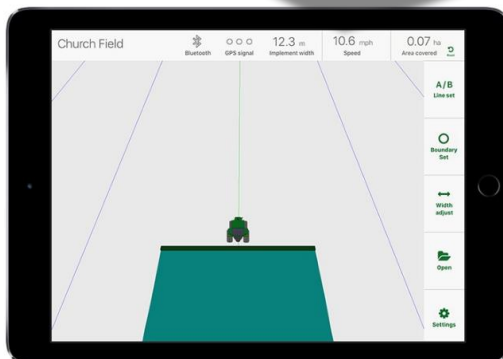 Church Field
Bluetooth
GPS signal
12.3 m
Implement width
10.6 mph
Speed
0.07 ha
Area covered
A/B
Line set
Boundary
Set
Width
adjust
Open
Settings